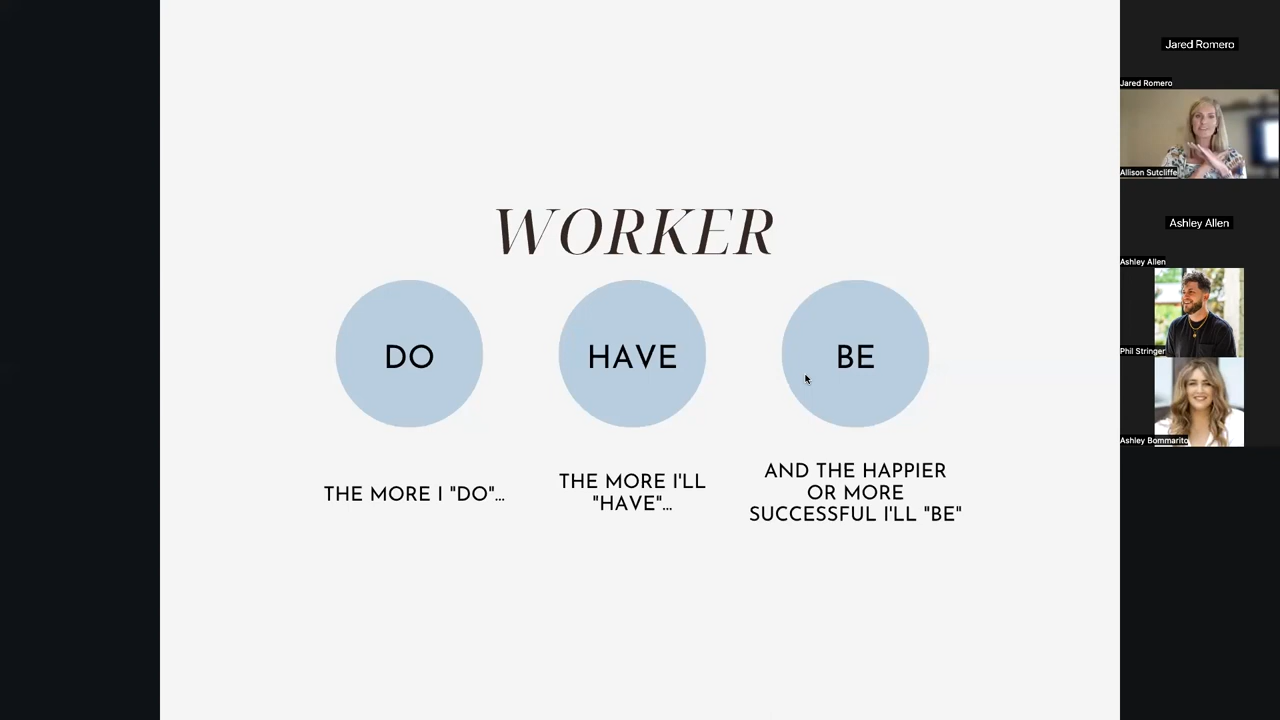 WORKER
DO
HAVE
BE
THE MORE I "DO"...
THE MORE I'LL
"HAVE"...
AND THE HAPPIER
OR MORE
SUCCESSFUL I'LL "BE"
Jared Romero
Jared Romero
Allison Sutcliffe
Ashley Allen
Ashley Allen
Phil Stringer
Ashley Bommarito